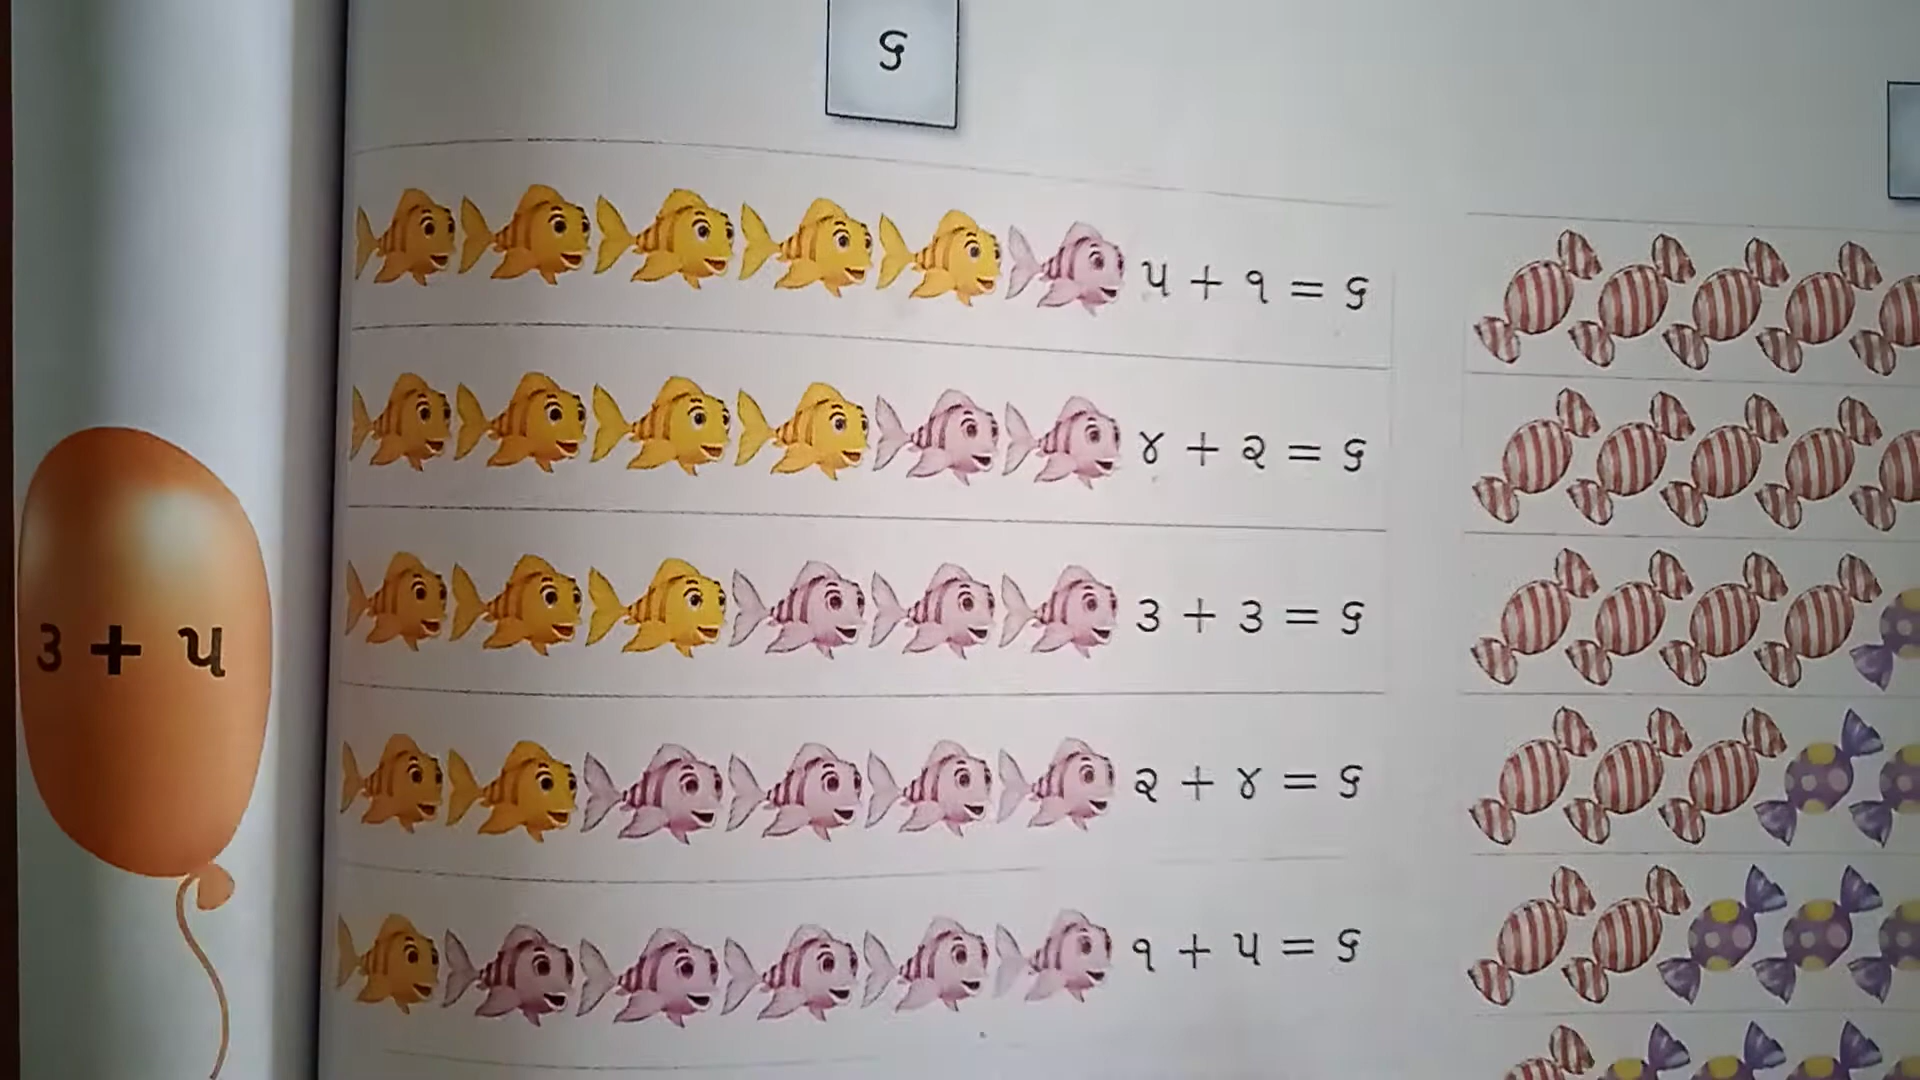 ૬
૫ + ૧ = ૬
૪ + ૨ = ૬
૩ + ૩ = ૬
૨ + ૪ = ૬
૧ + ૫ = ૬
૩ + ૫